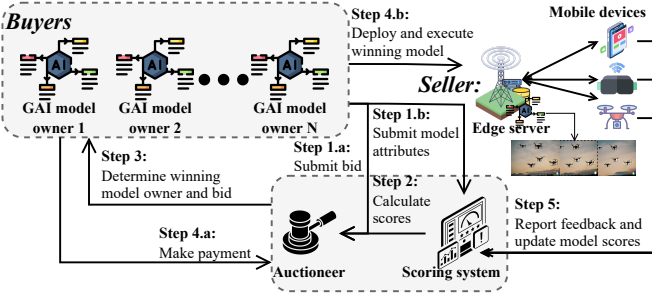 Buyers
AI
AI
AI
GAI model
owner 1
GAI model
owner 2
GAI model
owner N
Step 4.b:
Deploy and execute
winning model
Mobile devices
Seller:
Edge server
Step 1.a:
Submit bid
Step 1.b:
Submit model
attributes
Step 3:
Determine winning
model owner and bid
Step 2:
Calculate
scores
Step 4.a:
Make payment
Auctioneer
Scoring system
Step 5:
Report feedback and
update model scores